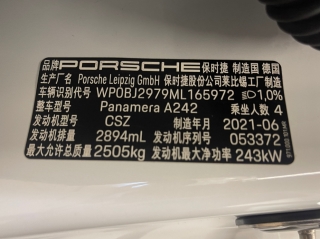 品牌 PORSCHE 保时捷 制造国 德国
生产厂名 Porsche Leipzig GmbH 保时捷股份公司莱比锡工厂制造
车辆识别代号 WP0BJ2979ML165972 1,0%
整车型号 Panamera A242 乘坐人数 4
发动机型号 CSZ 制造年月 2021-06
发动机排量 2894mL 发动机号 053372
最大允许总质量 2505kg 发动机最大净功率 243kW